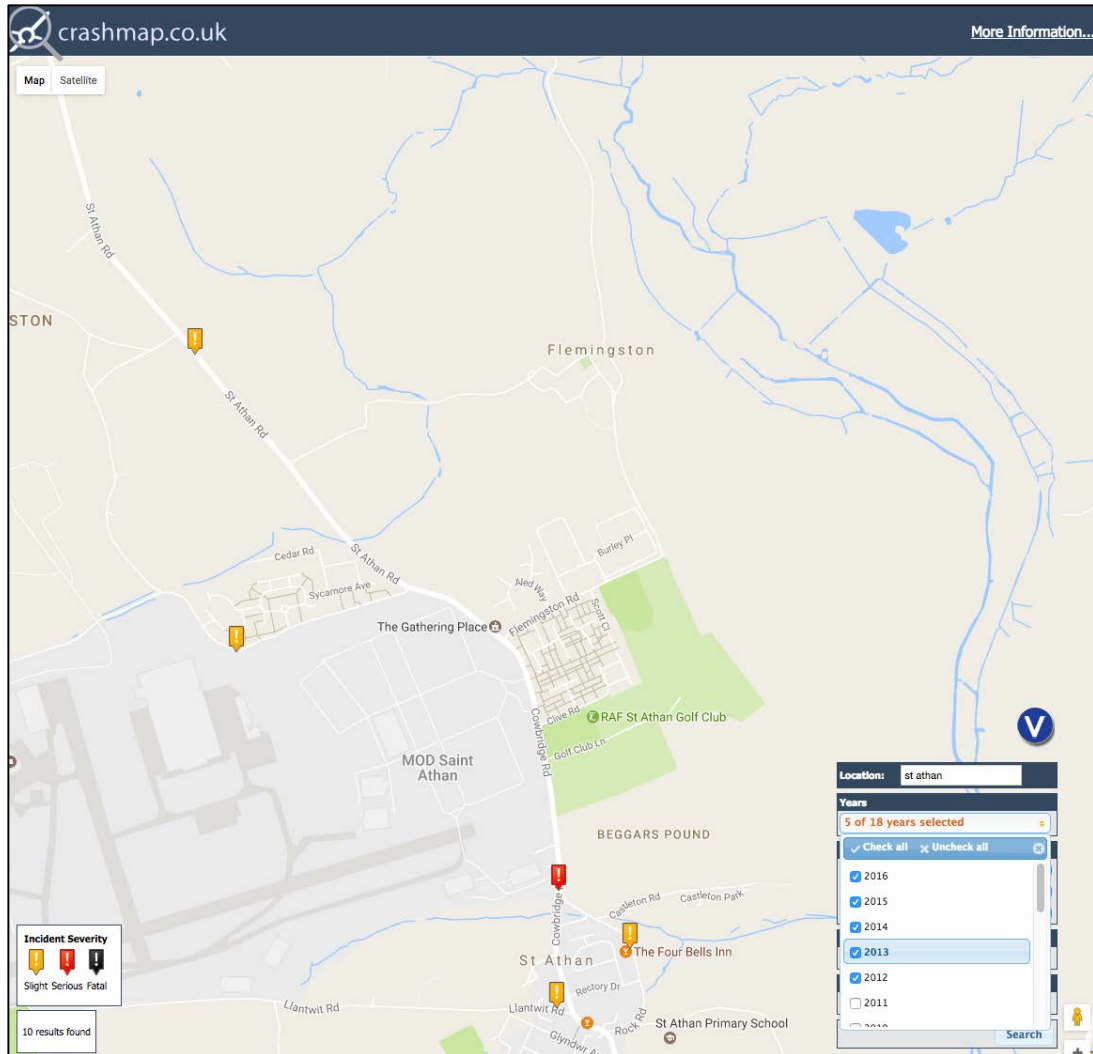 crashmap.co.uk
More Information...
Map
Satellite
St Athan Rd
STON
Flemingston
St Athan Rd
St Athan Rd
Cedar Rd
Sycamore Ave
Burley Pl
Aled Way
Flemingston Rd
Scott Cl
The Gathering Place
Clive Rd
RAF St Athan Golf Club
Golf Club Ln
Cowbridge Rd
MOD Saint
Athan
BEGGARS POUND
V
Location:
st athan
Years
5 of 18 years selected
Check all
Uncheck all
2016
2015
2014
2013
2012
2011
Search
Cowbridge
Castleton Rd
Castleton Park
The Four Bells Inn
St Athan
Rectory Dr
Llantwit Rd
Llantwit Rd
Rock Rd
St Athan Primary School
Incident Severity
Slight Serious Fatal
10 results found